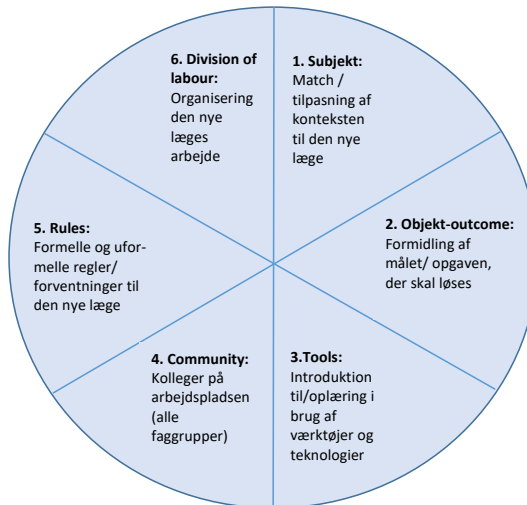 1. Subjekt:
Match /
tilpasning af
konteksten
til den nye
læge
2. Objekt-outcome:
Formidling af
målet/ opgaven,
der skal løses
3.Tools:
Introduktion
til/oplæring i
brug af
værktøjer og
teknologier
4. Community:
Kolleger på
arbejdspladsen
(alle
faggrupper)
5. Rules:
Formelle og ufor-
melle regler/
forventninger til
den nye læge
6. Division of
labour:
Organisering
den nye
læges
arbejde